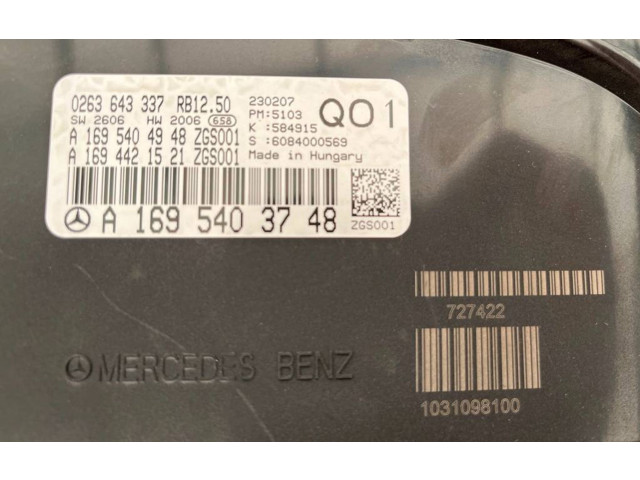 0263 643 337 RB12.50 230207
SW 2606 HW 2006 658 PM:5103
K :584915
A 169 540 49 48 ZGS001 S :6084000569
A 169 442 15 21 ZGS001 Made in Hungary
Q01
A 169 540 37 48
ZGS001
727422
MERCEDES BENZ
1031098100